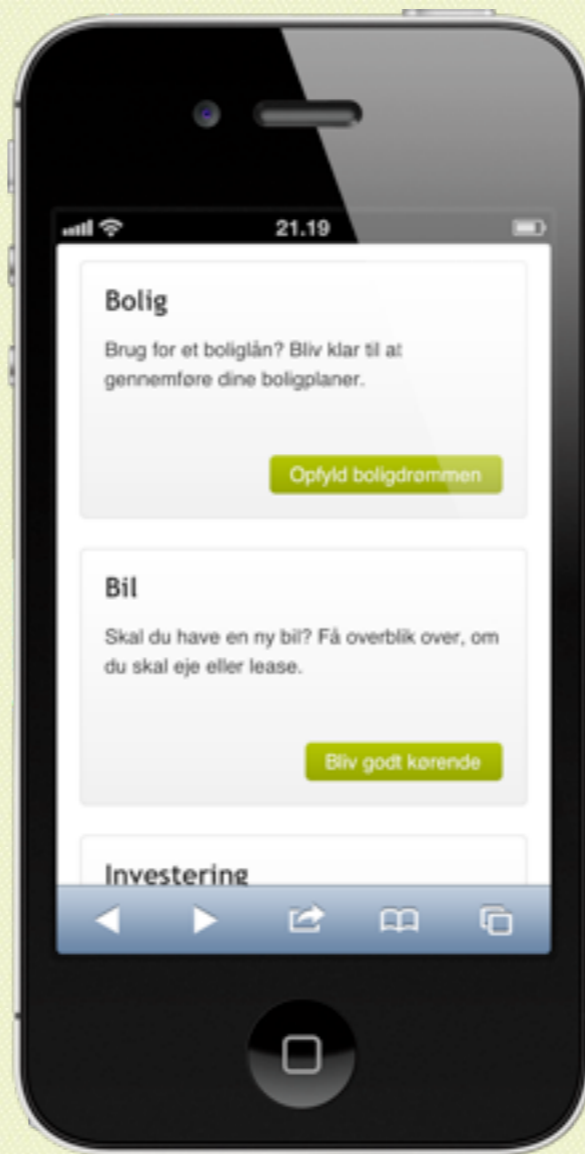 21.19
Bolig
Brug for et boliglån? Bliv klar til at
gennemføre dine boligplaner.
Opfyld boligdrømmen
Bil
Skal du have en ny bil? Få overblik over, om
du skal eje eller lease.
Bliv godt kørende
Investering